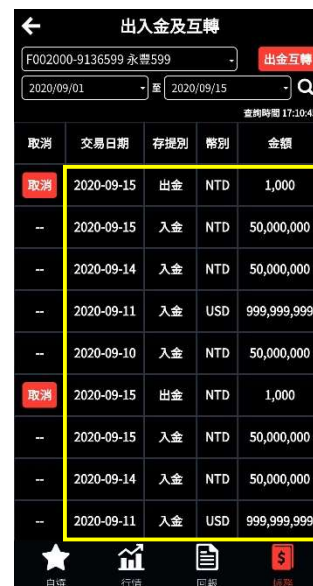 出入金及互轉
F002000-9136599 永豐599
出金互轉
2020/09/01 至 2020/09/15
查詢時間 17:10:4
取消 交易日期 存提別 幣別 金額
取消 2020-09-15 出金 NTD 1,000
-- 2020-09-15 入金 NTD 50,000,000
-- 2020-09-14 入金 NTD 50,000,000
-- 2020-09-11 入金 USD 999,999,999
-- 2020-09-10 入金 NTD 50,000,000
取消 2020-09-15 出金 NTD 1,000
-- 2020-09-15 入金 NTD 50,000,000
-- 2020-09-14 入金 NTD 50,000,000
-- 2020-09-11 入金 USD 999,999,999